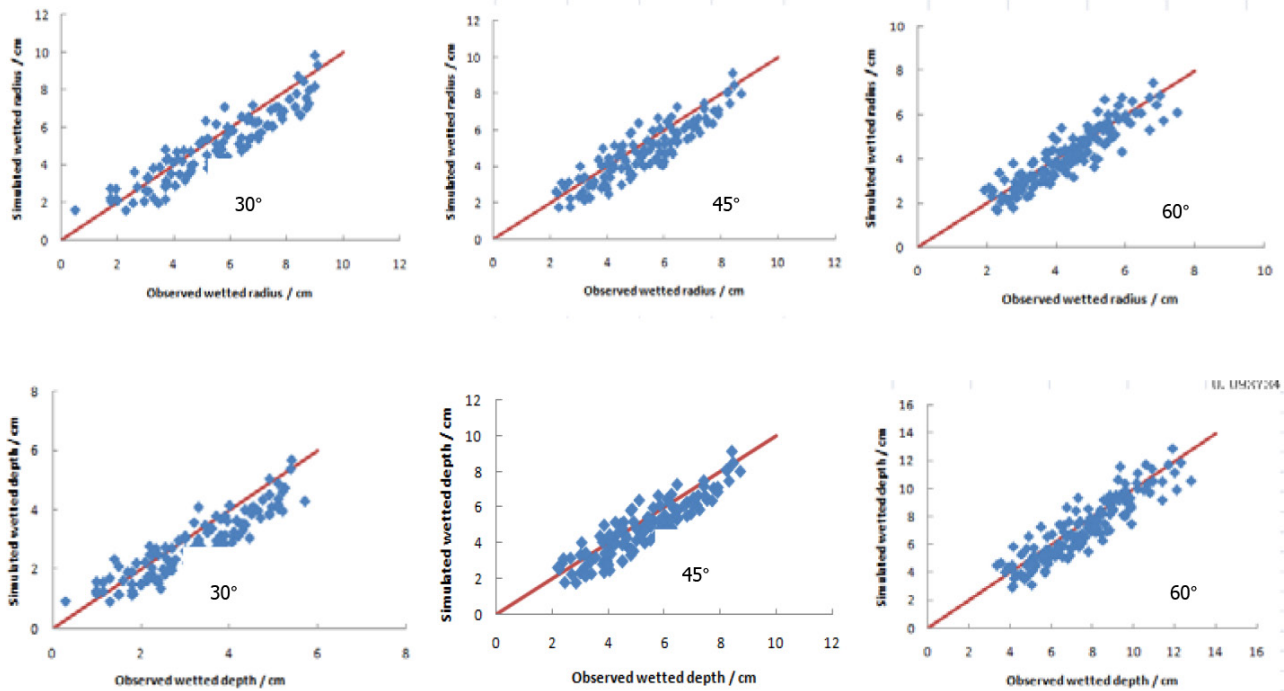 12
10
8
6
4
2
0
Simulated wetted radius / cm
30°
0 2 4 6 8 10 12
Observed wetted radius / cm
12
10
8
6
4
2
0
Simulated wetted radius / cm
45°
0 2 4 6 8 10 12
Observed wetted radius / cm
10
8
6
4
2
0
Simulated wetted radius / cm
60°
0 2 4 6 8 10
Observed wetted radius / cm
8
6
4
2
0
Simulated wetted depth / cm
30°
0 2 4 6 8
Observed wetted depth / cm
12
10
8
6
4
2
0
Simulated wetted depth / cm
45°
0 2 4 6 8 10 12
Observed wetted depth / cm
16
14
12
10
8
6
4
2
0
Simulated wetted depth / cm
60°
0 2 4 6 8 10 12 14 16
Observed wetted depth / cm